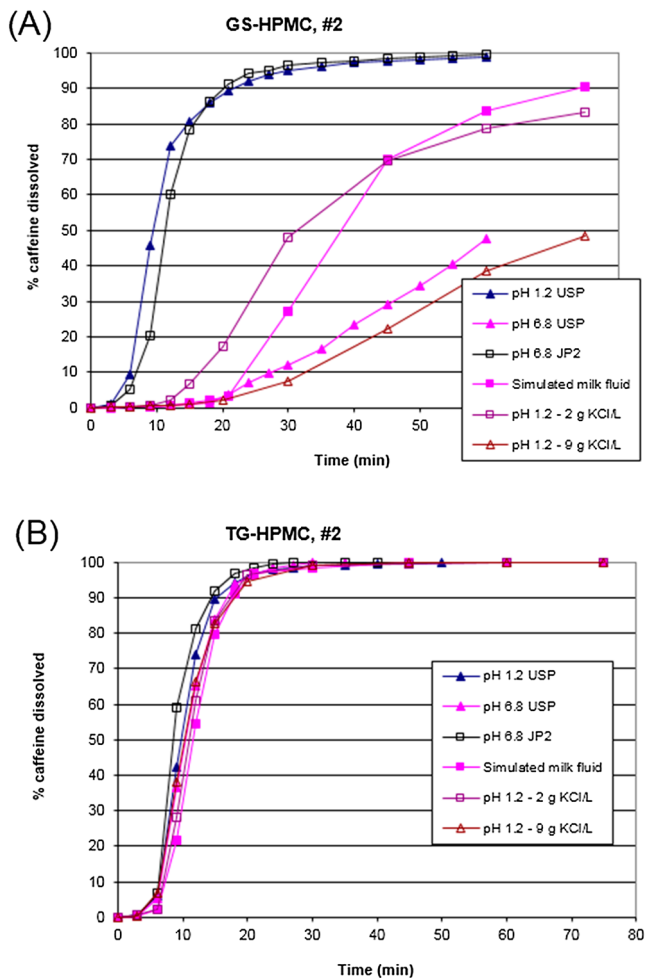 (A)
GS-HPMC, #2
100
90
80
70
60
50
40
30
20
10
0
% caffeine dissolved
0 10 20 30 40 50
Time (min)
pH 1.2 USP
pH 6.8 USP
pH 6.8 JP2
Simulated milk fluid
pH 1.2 - 2 g KCl/L
pH 1.2 - 9 g KCl/L
(B)
TG-HPMC, #2
100
90
80
70
60
50
40
30
20
10
0
% caffeine dissolved
0 10 20 30 40 50 60 70 80
Time (min)
pH 1.2 USP
pH 6.8 USP
pH 6.8 JP2
Simulated milk fluid
pH 1.2 - 2 g KCl/L
pH 1.2 - 9 g KCl/L